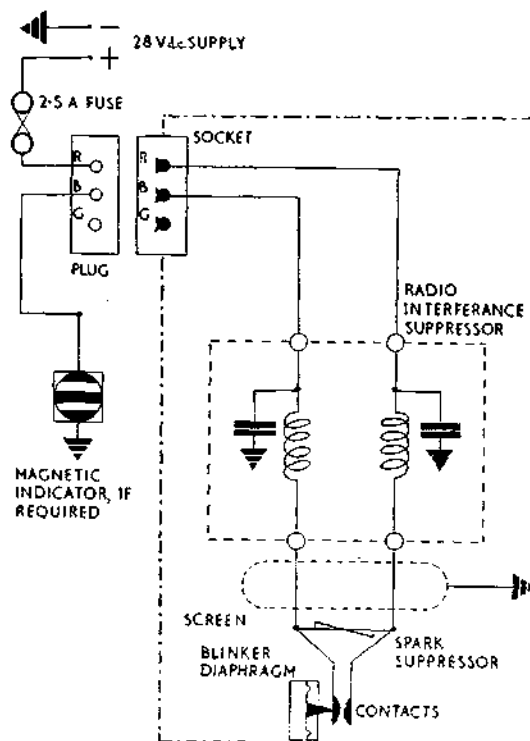 −
28 Vdc SUPPLY
+
2·5 A FUSE
SOCKET
R
B
G
R
B
G
PLUG
RADIO
INTERFERANCE
SUPPRESSOR
MAGNETIC
INDICATOR, IF
REQUIRED
SCREEN
SPARK
SUPPRESSOR
BLINKER
DIAPHRAGM
CONTACTS